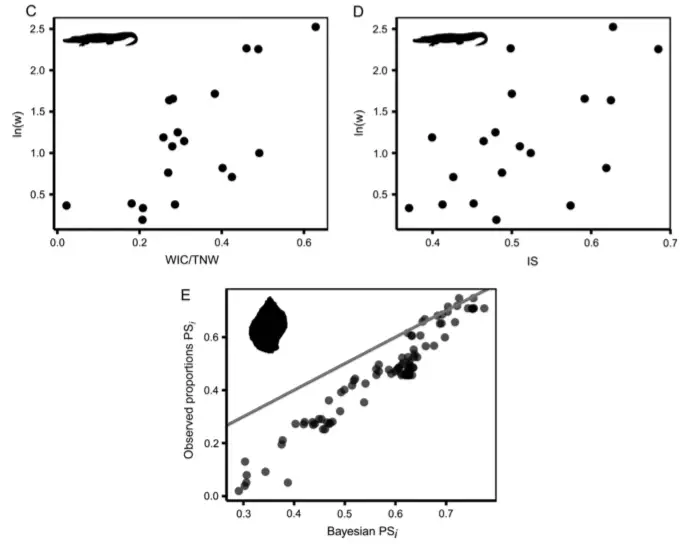 C
D
2.5
2.0
1.5
1.0
0.5
ln(w)
0.0 0.2 0.4 0.6
WIC/TNW
2.5
2.0
1.5
1.0
0.5
ln(w)
0.4 0.5 0.6 0.7
IS
E
0.6
0.4
0.2
0.0
Observed proportions PSi
0.3 0.4 0.5 0.6 0.7
Bayesian PSi